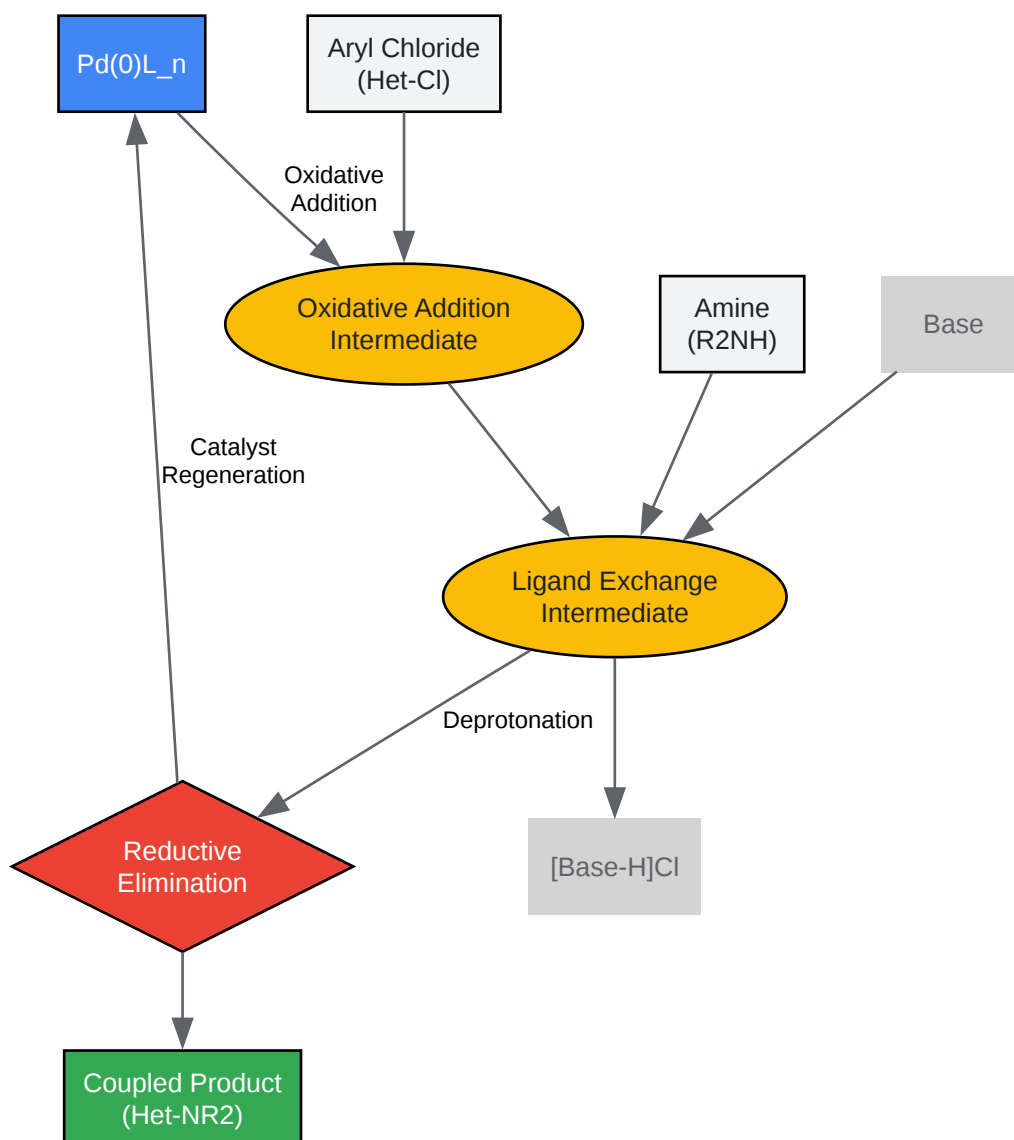 Pd(0)L_n
Aryl Chloride
(Het-Cl)
Oxidative
Addition
Oxidative Addition
Intermediate
Amine
(R2NH)
Base
Catalyst
Regeneration
Ligand Exchange
Intermediate
Deprotonation
Reductive
Elimination
[Base-H]Cl
Coupled Product
(Het-NR2)